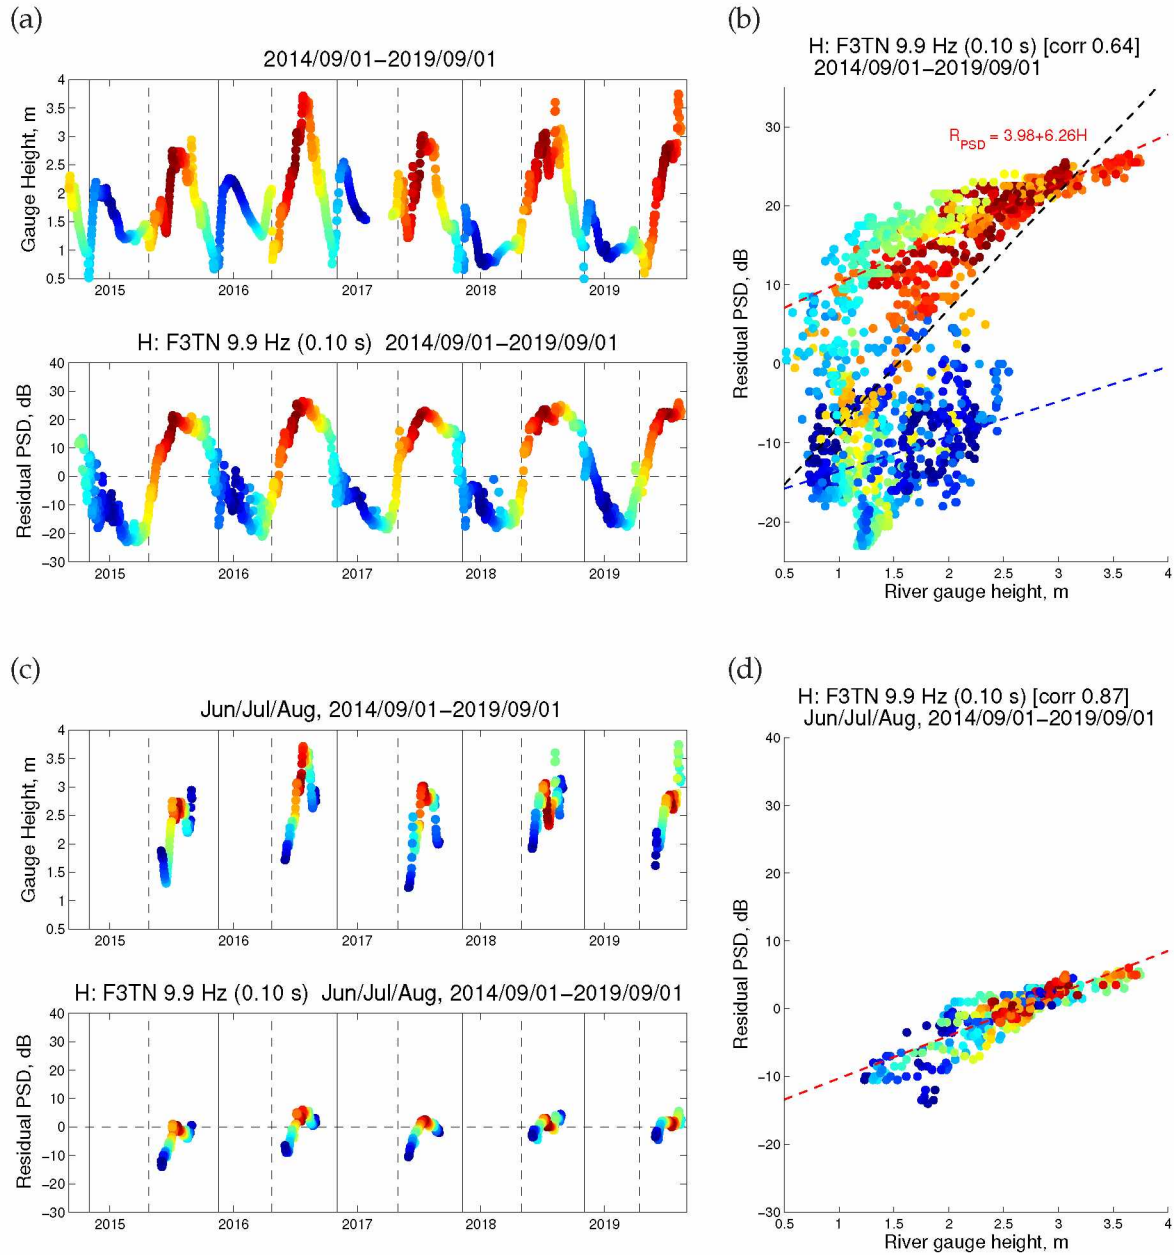 (a)
2014/09/01−2019/09/01
Gauge Height, m
4
3.5
3
2.5
2
1.5
1
0.5
2015 2016 2017 2018 2019
H: F3TN 9.9 Hz (0.10 s) 2014/09/01−2019/09/01
Residual PSD, dB
40
30
20
10
0
−10
−20
−30
2015 2016 2017 2018 2019
(b)
H: F3TN 9.9 Hz (0.10 s) [corr 0.64]
2014/09/01−2019/09/01
R_PSD = 3.98+6.26H
Residual PSD, dB
30
20
10
0
−10
−20
0.5 1 1.5 2 2.5 3 3.5 4
River gauge height, m
(c)
Jun/Jul/Aug, 2014/09/01−2019/09/01
Gauge Height, m
4
3.5
3
2.5
2
1.5
1
0.5
2015 2016 2017 2018 2019
H: F3TN 9.9 Hz (0.10 s) Jun/Jul/Aug, 2014/09/01−2019/09/01
Residual PSD, dB
40
30
20
10
0
−10
−20
−30
2015 2016 2017 2018 2019
(d)
H: F3TN 9.9 Hz (0.10 s) [corr 0.87]
Jun/Jul/Aug, 2014/09/01−2019/09/01
Residual PSD, dB
40
30
20
10
0
−10
−20
−30
0.5 1 1.5 2 2.5 3 3.5 4
River gauge height, m